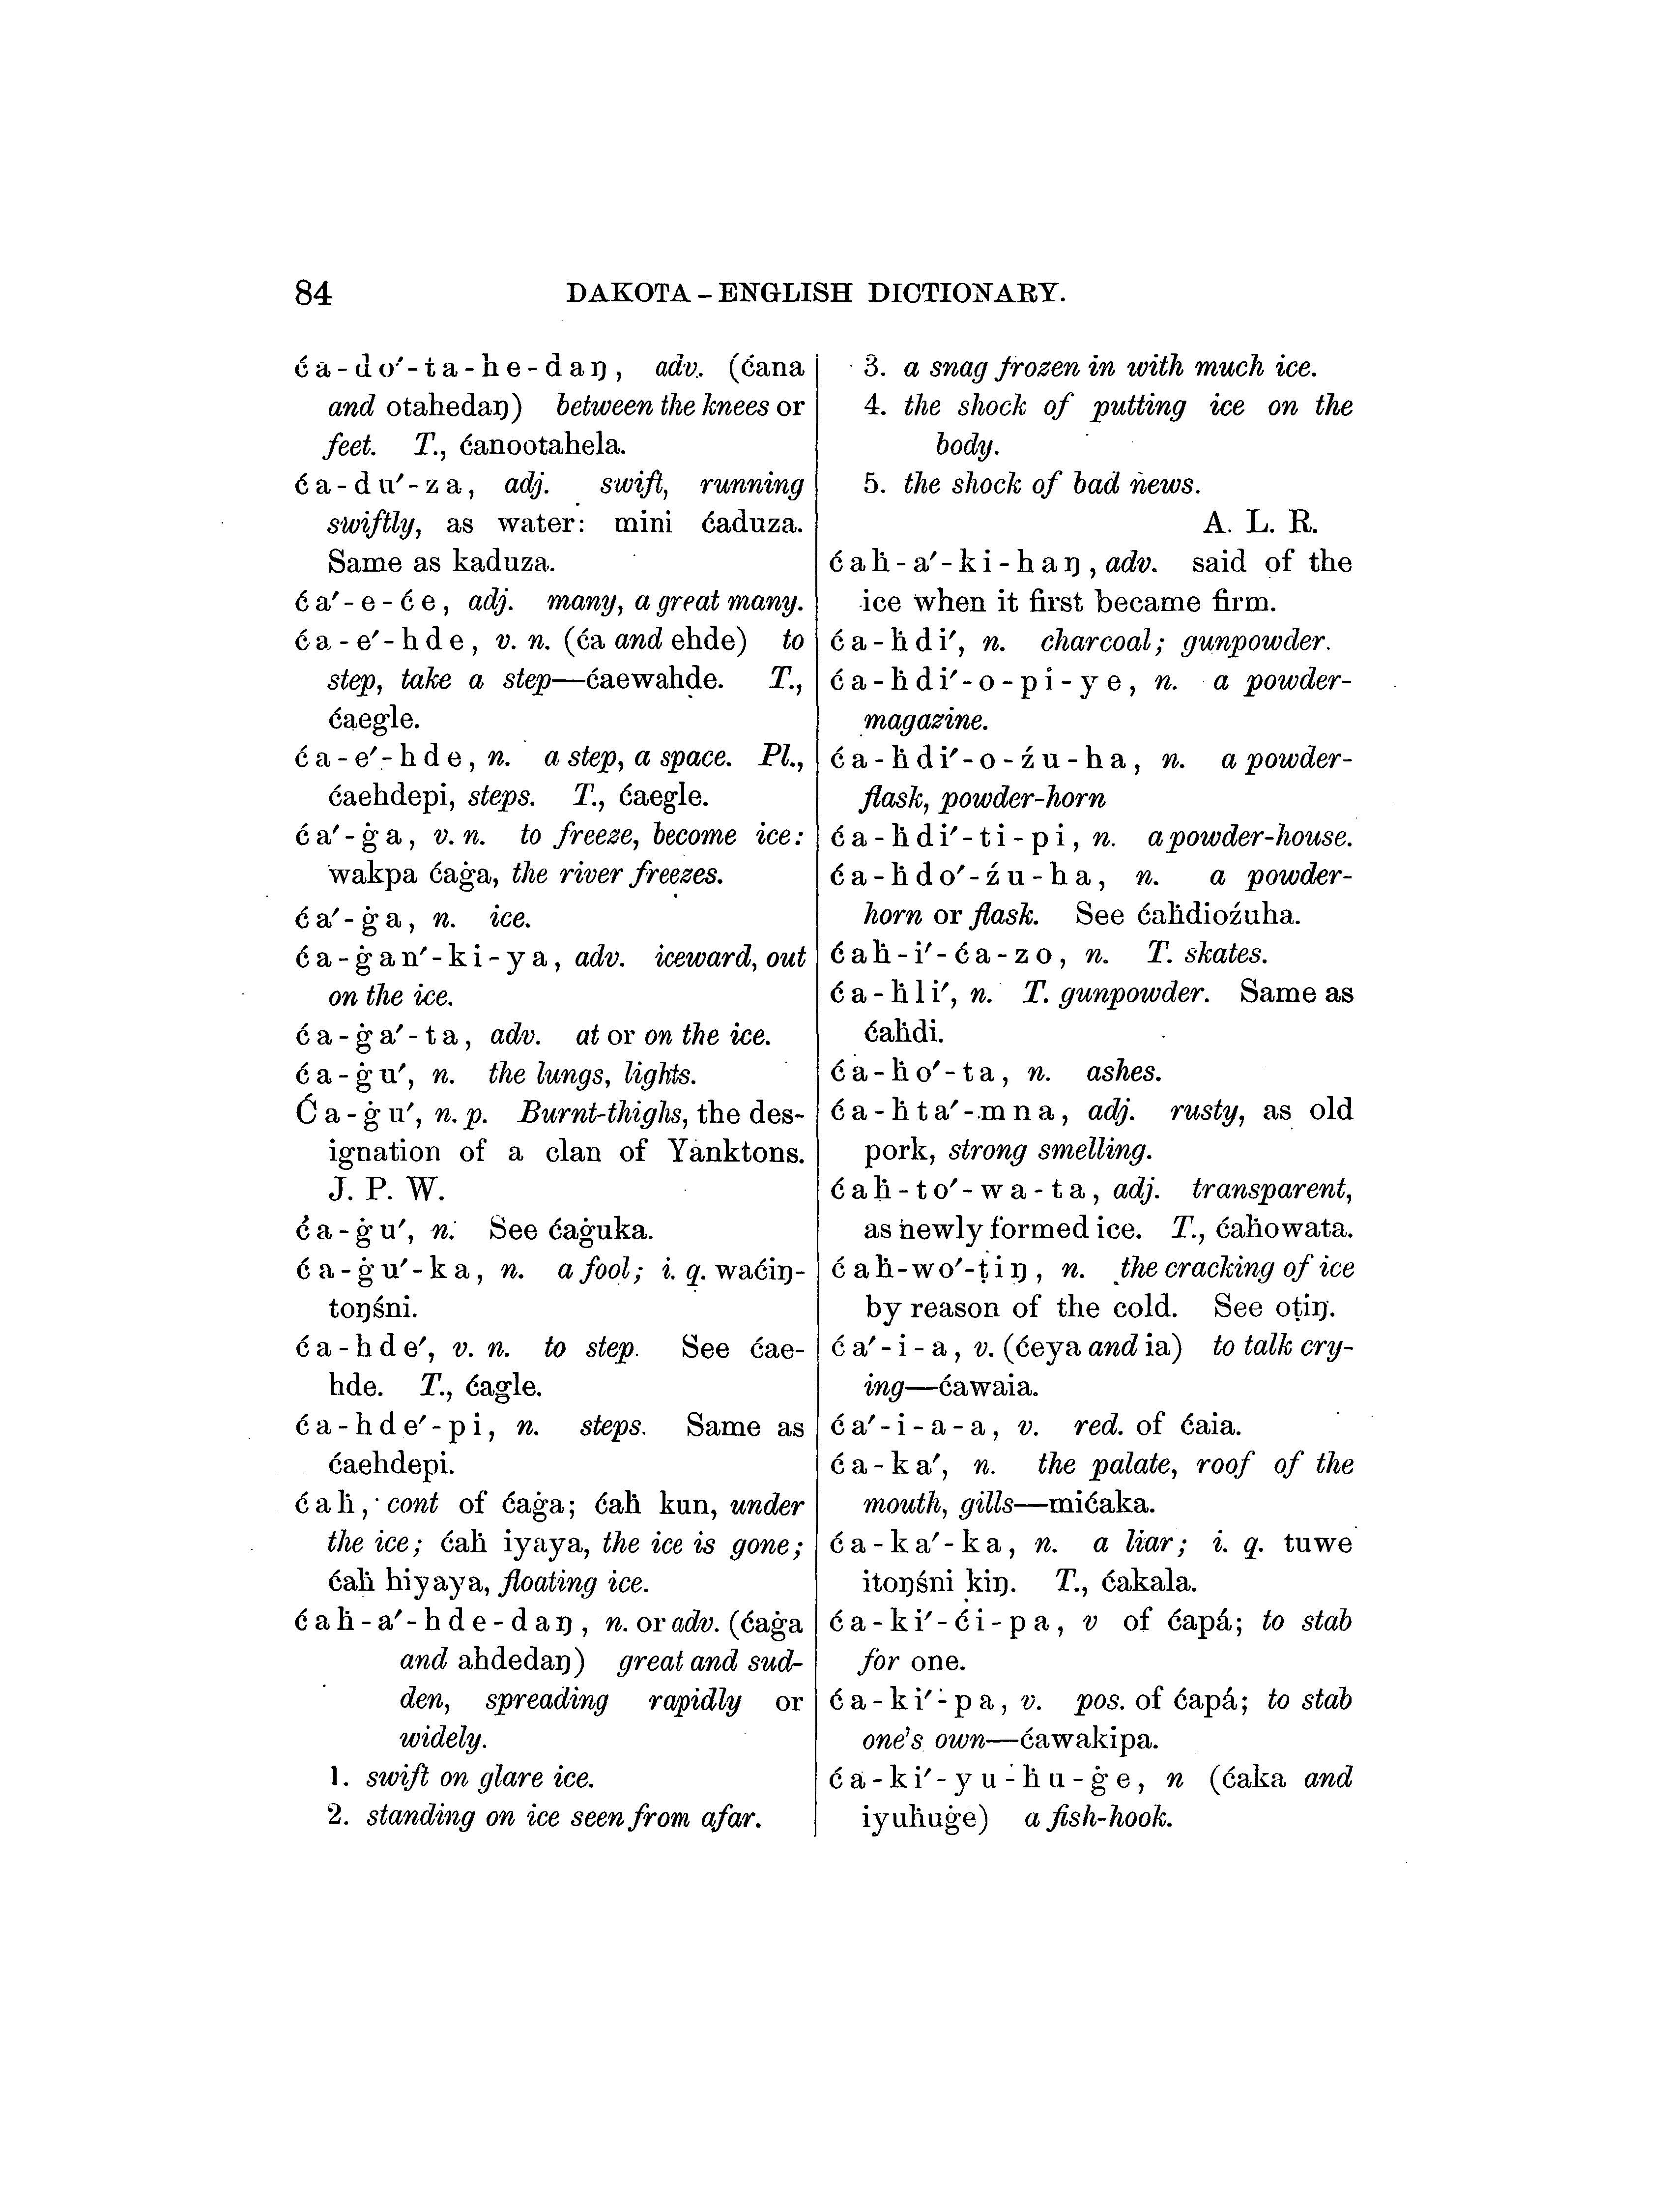 84 DAKOTA – ENGLISH DICTIONARY.
ća-do′-ta-he-daŋ, adv. (ćana
and otahedaŋ) between the knees or
feet. T., ćanootahela.
ća-du′-za, adj. swift, running
swiftly, as water: mini ćaduza.
Same as kaduza.
ća′-e-će, adj. many, a great many.
ća-e′-hde, v. n. (ća and ehde) to
step, take a step—ćaewahde. T.,
ćaegle.
ća-e′-hde, n. a step, a space. Pl.,
ćaehdepi, steps. T., ćaegle.
ća′-ġa, v. n. to freeze, become ice:
wakpa ćaġa, the river freezes.
ća′-ġa, n. ice.
ća-ġan′-ki-ya, adv. iceward, out
on the ice.
ća-ġa′-ta, adv. at or on the ice.
ća-ġu′, n. the lungs, lights.
Ća-ġu′, n. p. Burnt-thighs, the des-
ignation of a clan of Yanktons.
J. P. W.
ća-ġu′, n. See ćaġuka.
ća-ġu′-ka, n. a fool; i. q. waćiŋ-
toŋśni.
ća-hde′, v. n. to step. See ćae-
hde. T., ćagle.
ća-hde′-pi, n. steps. Same as
ćaehdepi.
ćaḣ, cont of ćaġa; ćaḣ kun, under
the ice; ćaḣ iyaya, the ice is gone;
ćaḣ hiyaya, floating ice.
ćaḣ-a′-hde-daŋ, n. or adv. (ćaġa
and ahdedaŋ) great and sud-
den, spreading rapidly or
widely.
1. swift on glare ice.
2. standing on ice seen from afar.
3. a snag frozen in with much ice.
4. the shock of putting ice on the
body.
5. the shock of bad news.
A. L. R.
ćaḣ-a′-ki-haŋ, adv. said of the
ice when it first became firm.
ća-ḣdi′, n. charcoal; gunpowder.
ća-ḣdi′-o-pi-ye, n. a powder-
magazine.
ća-ḣdi′-o-źu-ha, n. a powder-
flask, powder-horn
ća-ḣdi′-ti-pi, n. a powder-house.
ća-ḣdo′-źu-ha, n. a powder-
horn or flask. See ćaḣdioźuha.
ćaḣ-i′-ća-zo, n. T. skates.
ća-ḣli′, n. T. gunpowder. Same as
ćaḣdi.
ća-ḣo′-ta, n. ashes.
ća-ḣta′-mna, adj. rusty, as old
pork, strong smelling.
ćaḣ-to′-wa-ta, adj. transparent,
as newly formed ice. T., ćaḣowata.
ćaḣ-wo′-ṭiŋ, n. the cracking of ice
by reason of the cold. See oṭiŋ.
ća′-i-a, v. (ćeya and ia) to talk cry-
ing—ćawaia.
ća′-i-a-a, v. red. of ćaia.
ća-ka′, n. the palate, roof of the
mouth, gills—mićaka.
ća-ka′-ka, n. a liar; i. q. tuwe
itoŋśni ḳiŋ. T., ćakala.
ća-ki′-ći-pa, v of ćapá; to stab
for one.
ća-ki′-pa, v. pos. of ćapá; to stab
one's own—ćawakipa.
ća-ki′-yu-ḣu-ġe, n (ćaka and
iyuḣuġe) a fish-hook.